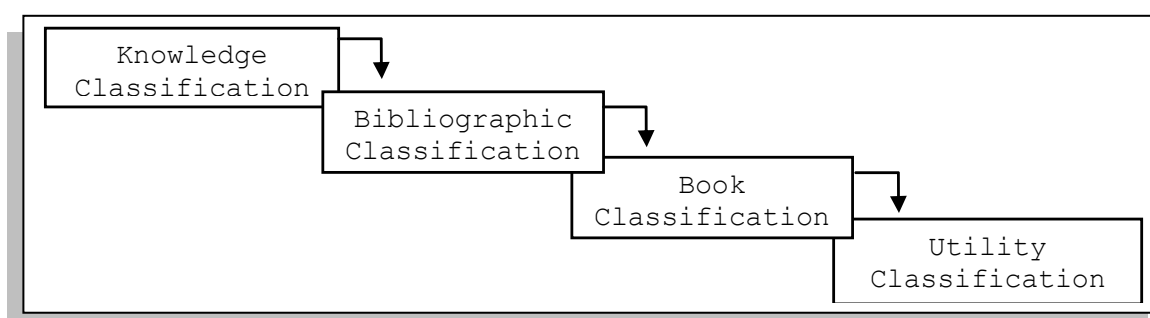 Knowledge
Classification
Bibliographic
Classification
Book
Classification
Utility
Classification